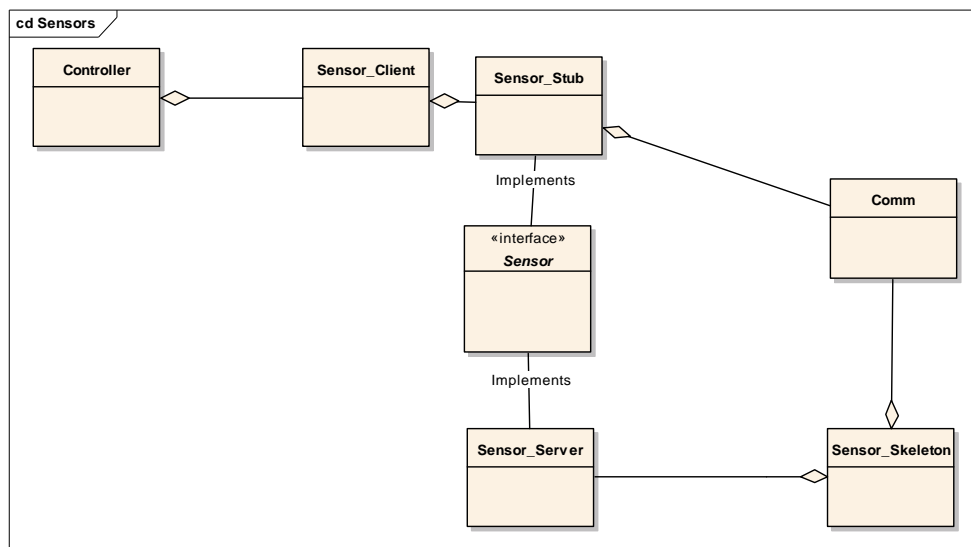 cd Sensors
Controller
Sensor_Client
Sensor_Stub
Implements
Comm
«interface»
Sensor
Implements
Sensor_Server
Sensor_Skeleton